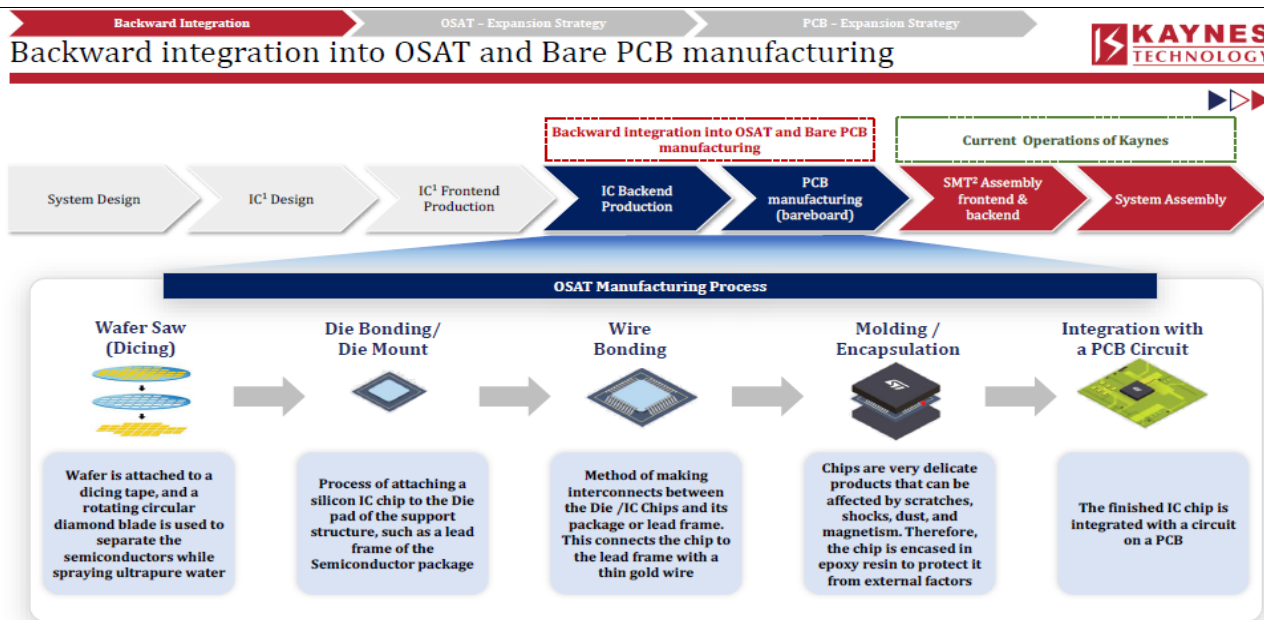 Backward Integration
OSAT – Expansion Strategy
PCB – Expansion Strategy
Backward integration into OSAT and Bare PCB manufacturing
KAYNES
TECHNOLOGY
Backward integration into OSAT and Bare PCB
manufacturing
Current Operations of Kaynes
System Design
IC¹ Design
IC¹ Frontend
Production
IC Backend
Production
PCB
manufacturing
(bareboard)
SMT² Assembly
frontend &
backend
System Assembly
OSAT Manufacturing Process
Wafer Saw
(Dicing)
Die Bonding/
Die Mount
Wire
Bonding
Molding /
Encapsulation
Integration with
a PCB Circuit
ST
Wafer is attached to a
dicing tape, and a
rotating circular
diamond blade is used to
separate the
semiconductors while
spraying ultrapure water
Process of attaching a
silicon IC chip to the Die
pad of the support
structure, such as a lead
frame of the
Semiconductor package
Method of making
interconnects between
the Die /IC Chips and its
package or lead frame.
This connects the chip to
the lead frame with a
thin gold wire
Chips are very delicate
products that can be
affected by scratches,
shocks, dust, and
magnetism. Therefore,
the chip is encased in
epoxy resin to protect it
from external factors
The finished IC chip is
integrated with a circuit
on a PCB